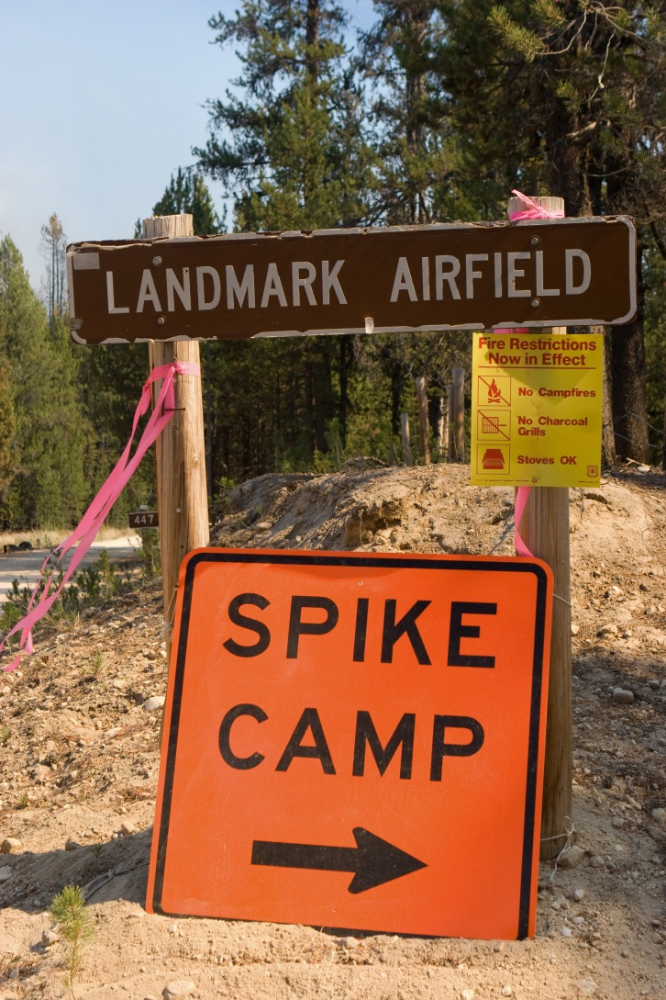 LANDMARK AIRFIELD
Fire Restrictions
Now in Effect
No Campfires
No Charcoal
Grills
Stoves OK
447
SPIKE
CAMP